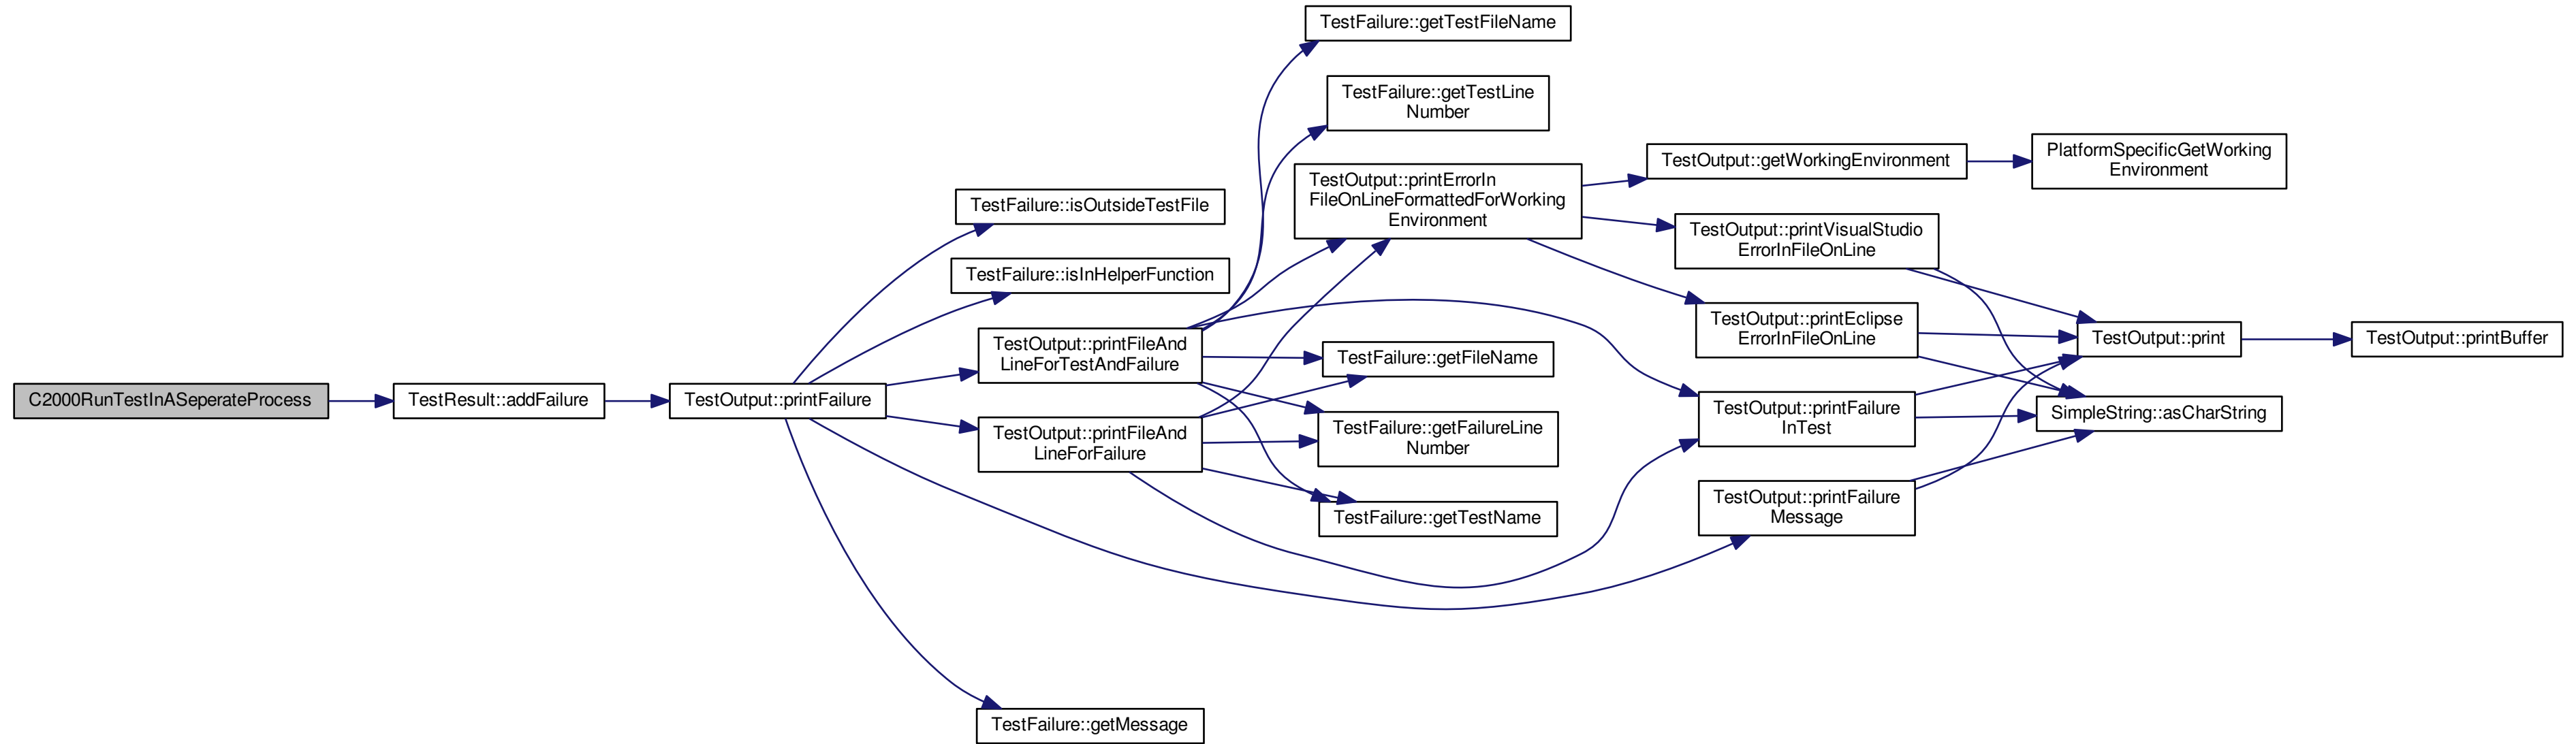 TestFailure::getTestFileName
TestFailure::getTestLine
Number
TestOutput::getWorkingEnvironment
PlatformSpecificGetWorking
Environment
TestOutput::printErrorIn
FileOnLineFormattedForWorking
Environment
TestFailure::isOutsideTestFile
TestOutput::printVisualStudio
ErrorInFileOnLine
TestFailure::isInHelperFunction
TestOutput::printEclipse
ErrorInFileOnLine
TestOutput::print
TestOutput::printBuffer
TestOutput::printFileAnd
LineForTestAndFailure
TestFailure::getFileName
C2000RunTestInASeperateProcess
TestResult::addFailure
TestOutput::printFailure
TestOutput::printFailure
InTest
SimpleString::asCharString
TestOutput::printFileAnd
LineForFailure
TestFailure::getFailureLine
Number
TestOutput::printFailure
Message
TestFailure::getTestName
TestFailure::getMessage